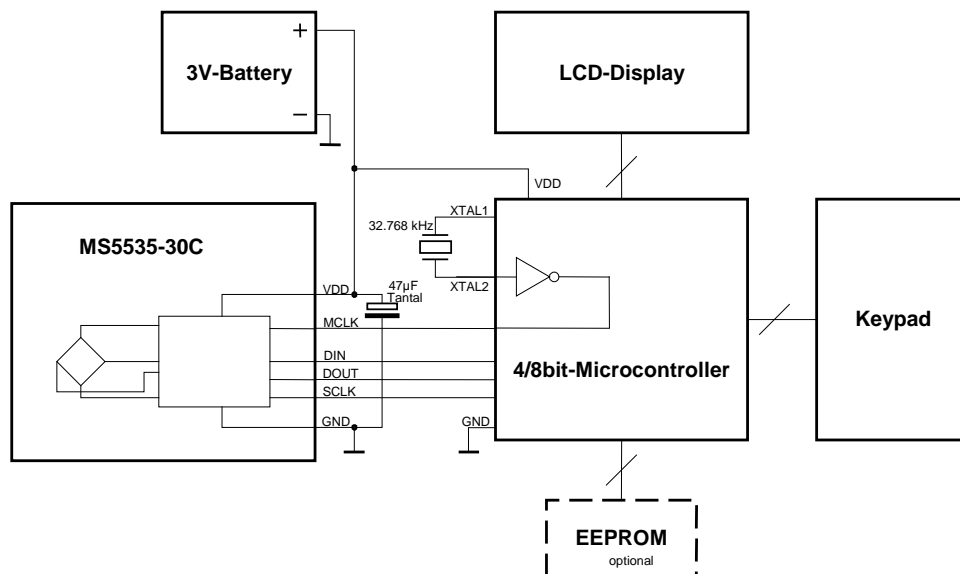 +
3V-Battery
−
LCD-Display
VDD
XTAL1
32.768 kHz
XTAL2
MS5535-30C
VDD
47µF
Tantal
MCLK
DIN
DOUT
SCLK
GND
GND
4/8bit-Microcontroller
Keypad
EEPROM
optional